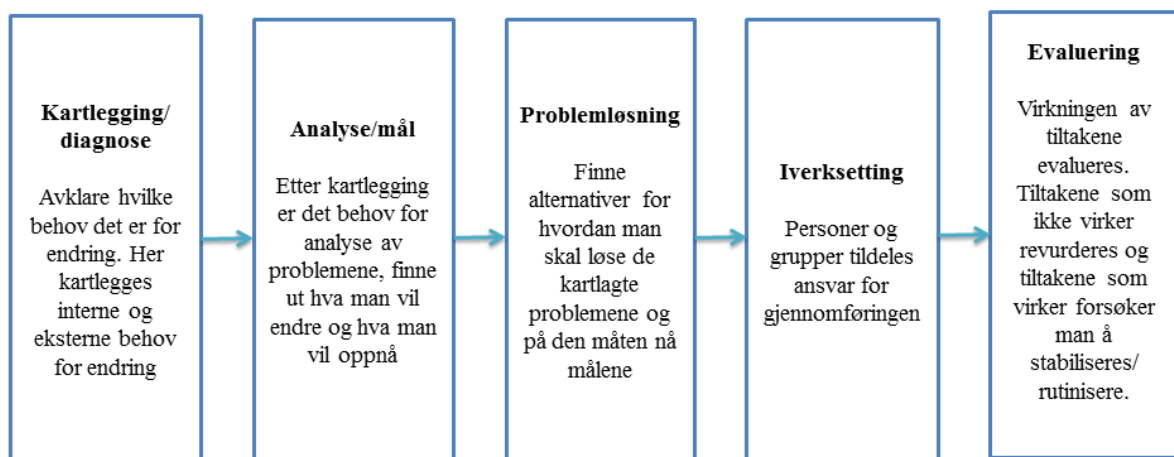 Kartlegging/
diagnose
Avklare hvilke
behov det er for
endring. Her
kartlegges
interne og
eksterne behov
for endring
Analyse/mål
Etter kartlegging
er det behov for
analyse av
problemene, finne
ut hva man vil
endre og hva man
vil oppnå
Problemløsning
Finne
alternativer for
hvordan man
skal løse de
kartlagte
problemene og
på den måten nå
målene
Iverksetting
Personer og
grupper tildeles
ansvar for
gjennomføringen
Evaluering
Virkningen av
tiltakene
evalueres.
Tiltakene som
ikke virker
revurderes og
tiltakene som
virker forsøker
man å
stabiliseres/
rutinisere.